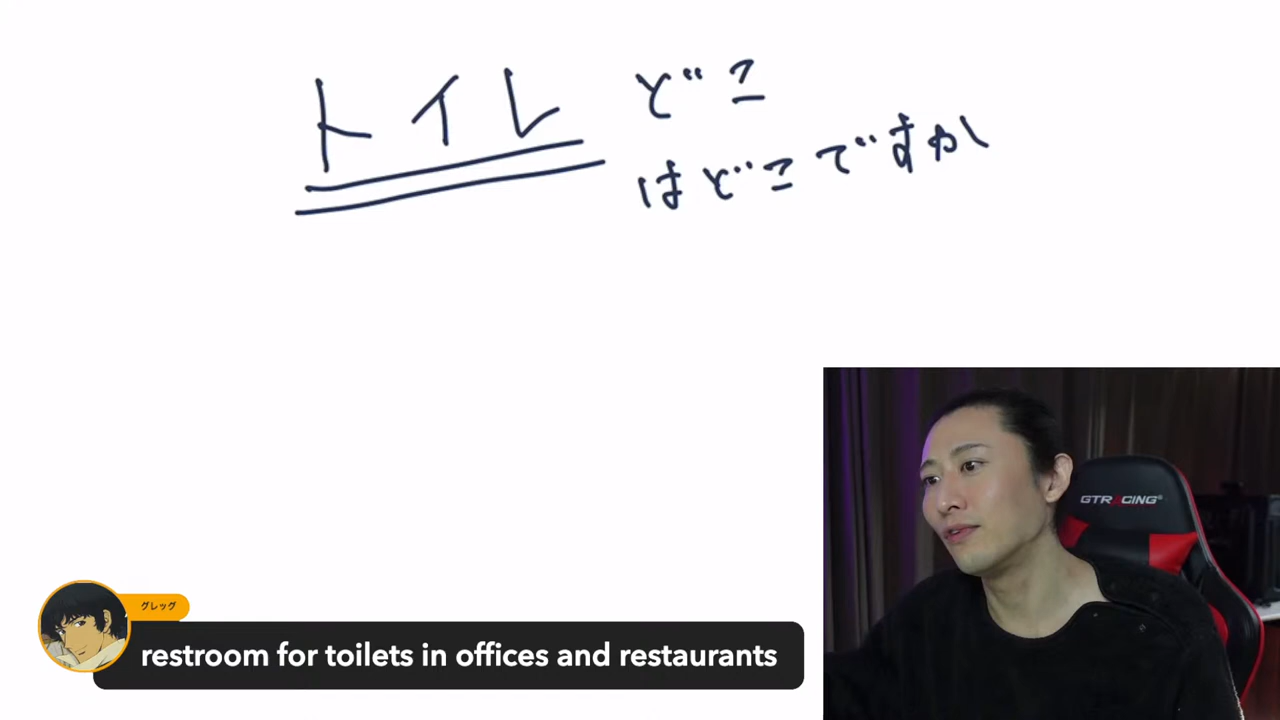 トイレ どこ
はどこですか
GTRACING
グレッグ
restroom for toilets in offices and restaurants